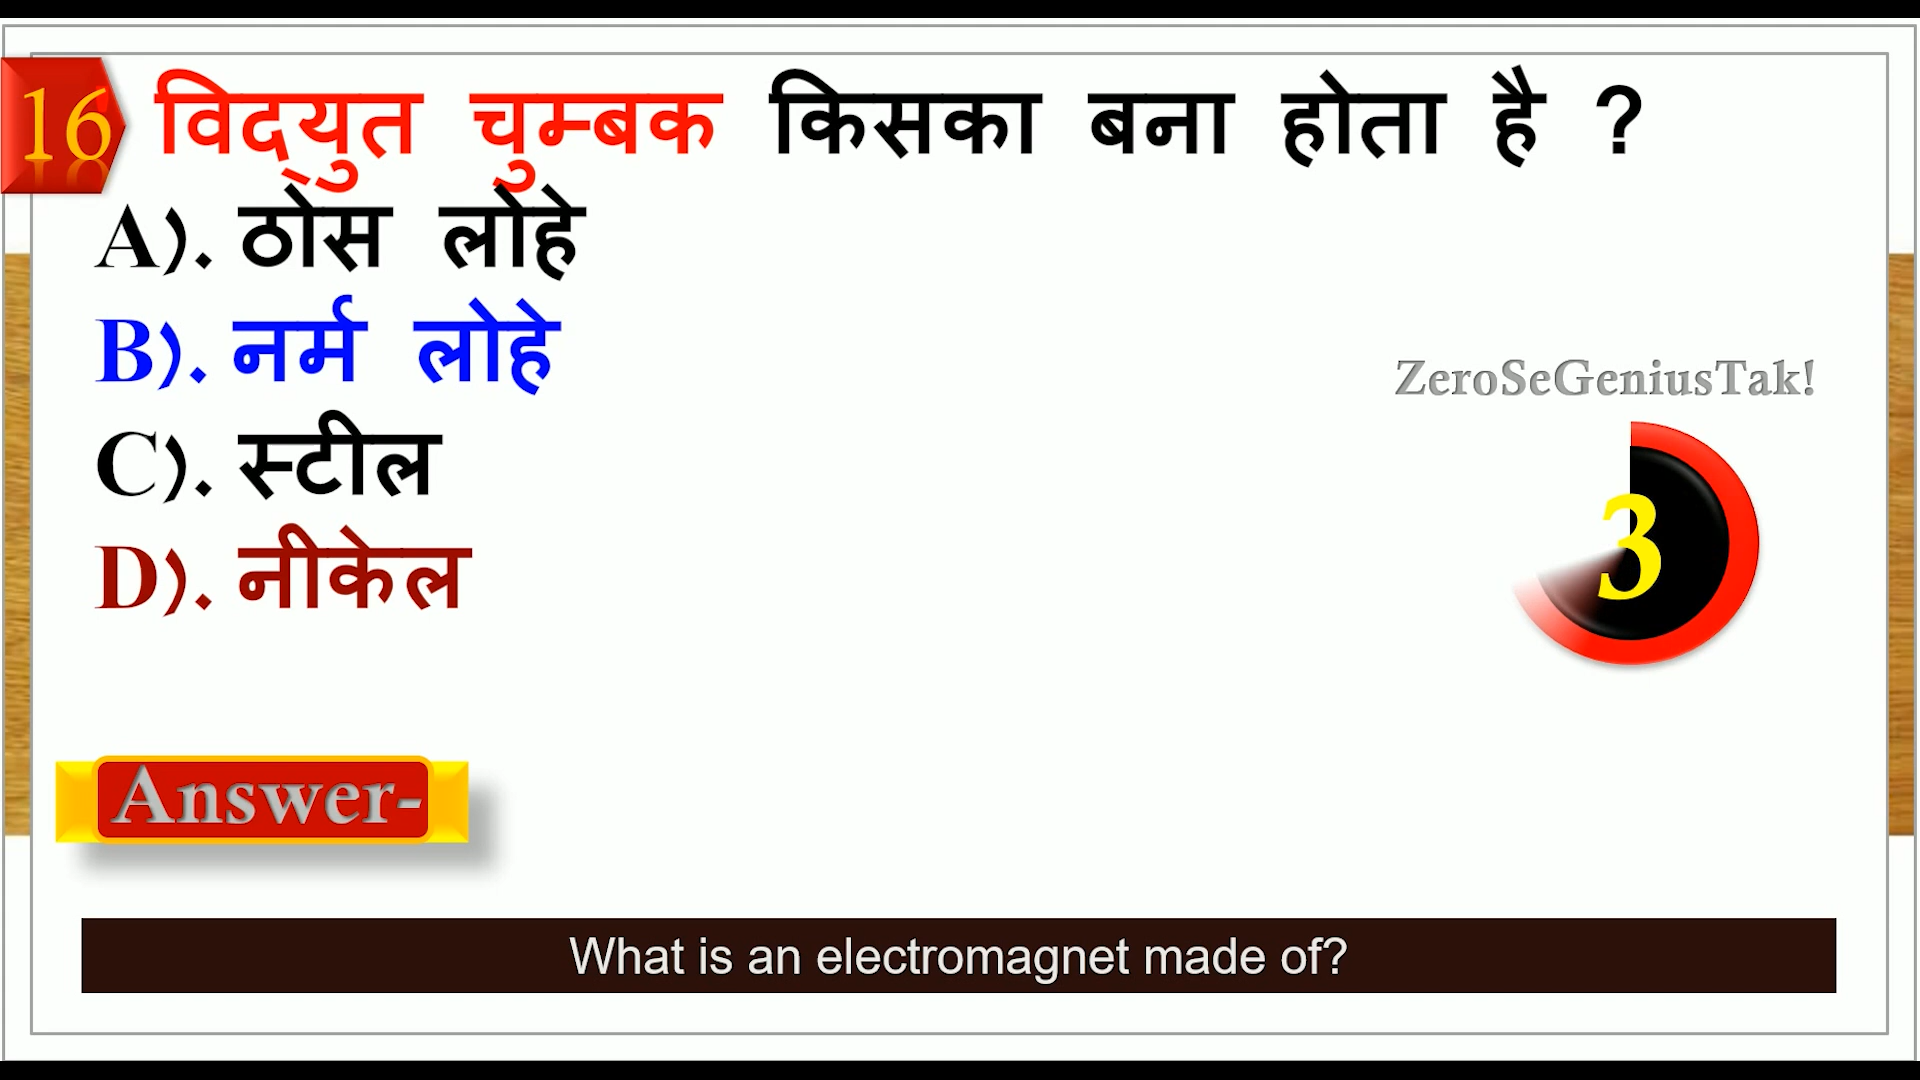 16 विद्युत चुम्बक किसका बना होता है ?
A). ठोस लोहे
B). नर्म लोहे
C). स्टील
D). नीकेल
ZeroSeGeniusTak!
3
Answer-
What is an electromagnet made of?